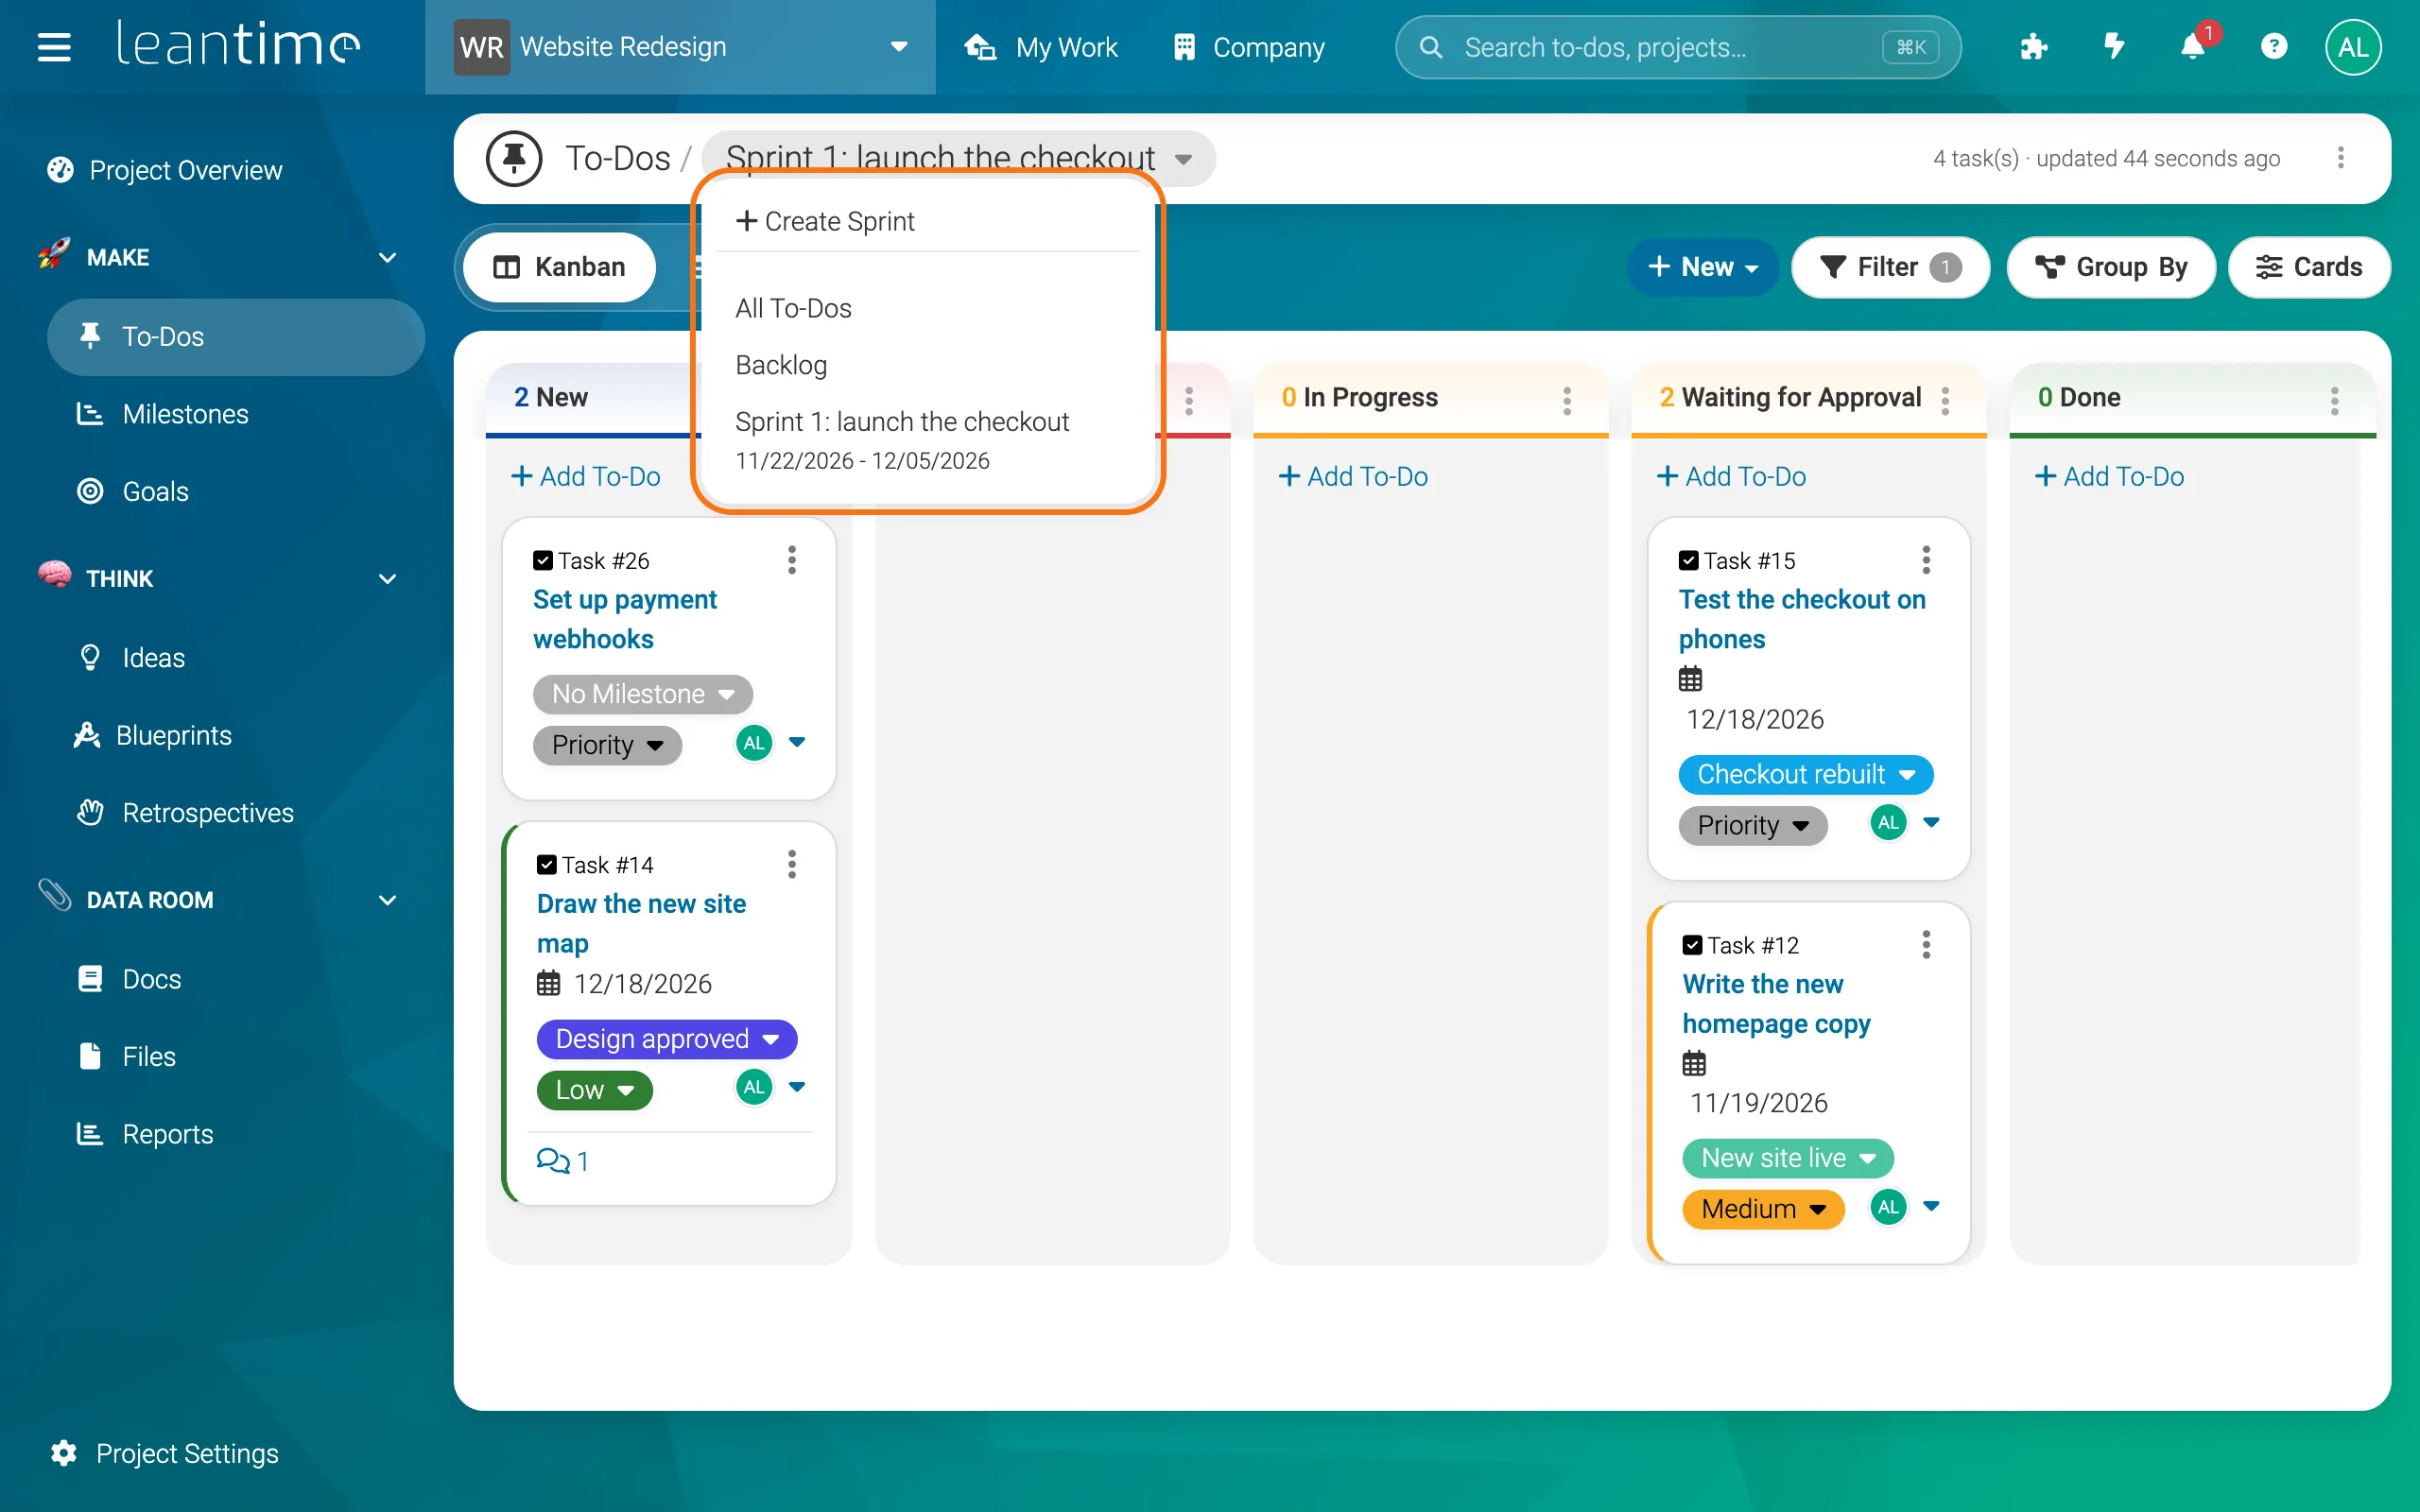 leantime
WR Website Redesign
My Work
Company
Search to-dos, projects...
⌘K
1
?
AL
Project Overview
MAKE
To-Dos
Milestones
Goals
THINK
Ideas
Blueprints
Retrospectives
DATA ROOM
Docs
Files
Reports
Project Settings
To-Dos / Sprint 1: launch the checkout
4 task(s) · updated 44 seconds ago
+ Create Sprint
All To-Dos
Backlog
Sprint 1: launch the checkout
11/22/2026 - 12/05/2026
Kanban
+ New
Filter 1
Group By
Cards
2 New
+ Add To-Do
Task #26
Set up payment
webhooks
No Milestone
Priority
AL
Task #14
Draw the new site
map
12/18/2026
Design approved
Low
AL
1
0 In Progress
+ Add To-Do
2 Waiting for Approval
+ Add To-Do
Task #15
Test the checkout on
phones
12/18/2026
Checkout rebuilt
Priority
AL
Task #12
Write the new
homepage copy
11/19/2026
New site live
Medium
AL
0 Done
+ Add To-Do